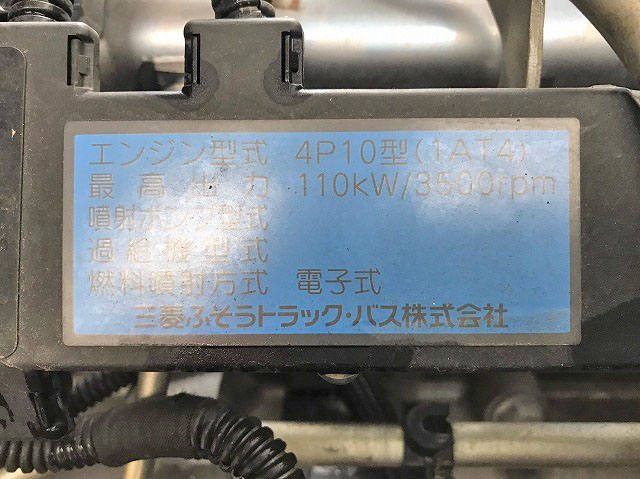 エンジン型式 4P10型(1AT4)
最高出力 110kW/3500rpm
噴射ポンプ型式
過給機型式
燃料噴射方式 電子式
三菱ふそうトラック・バス株式会社